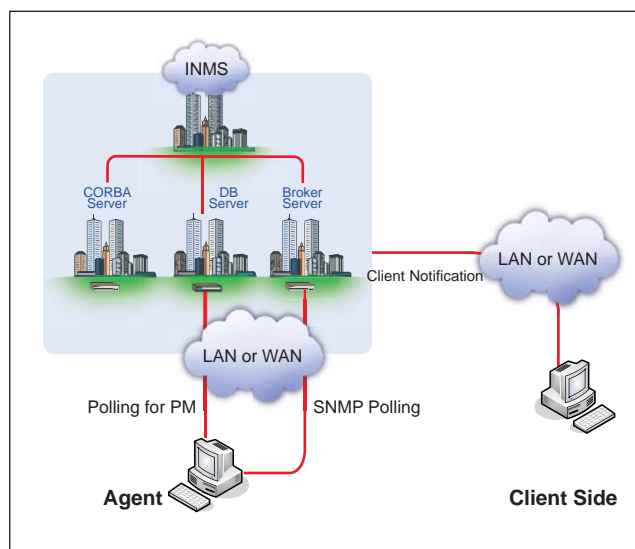 INMS
CORBA
Server
DB
Server
Broker
Server
Client Notification
LAN or WAN
LAN or WAN
Polling for PM
SNMP Polling
Agent
Client Side